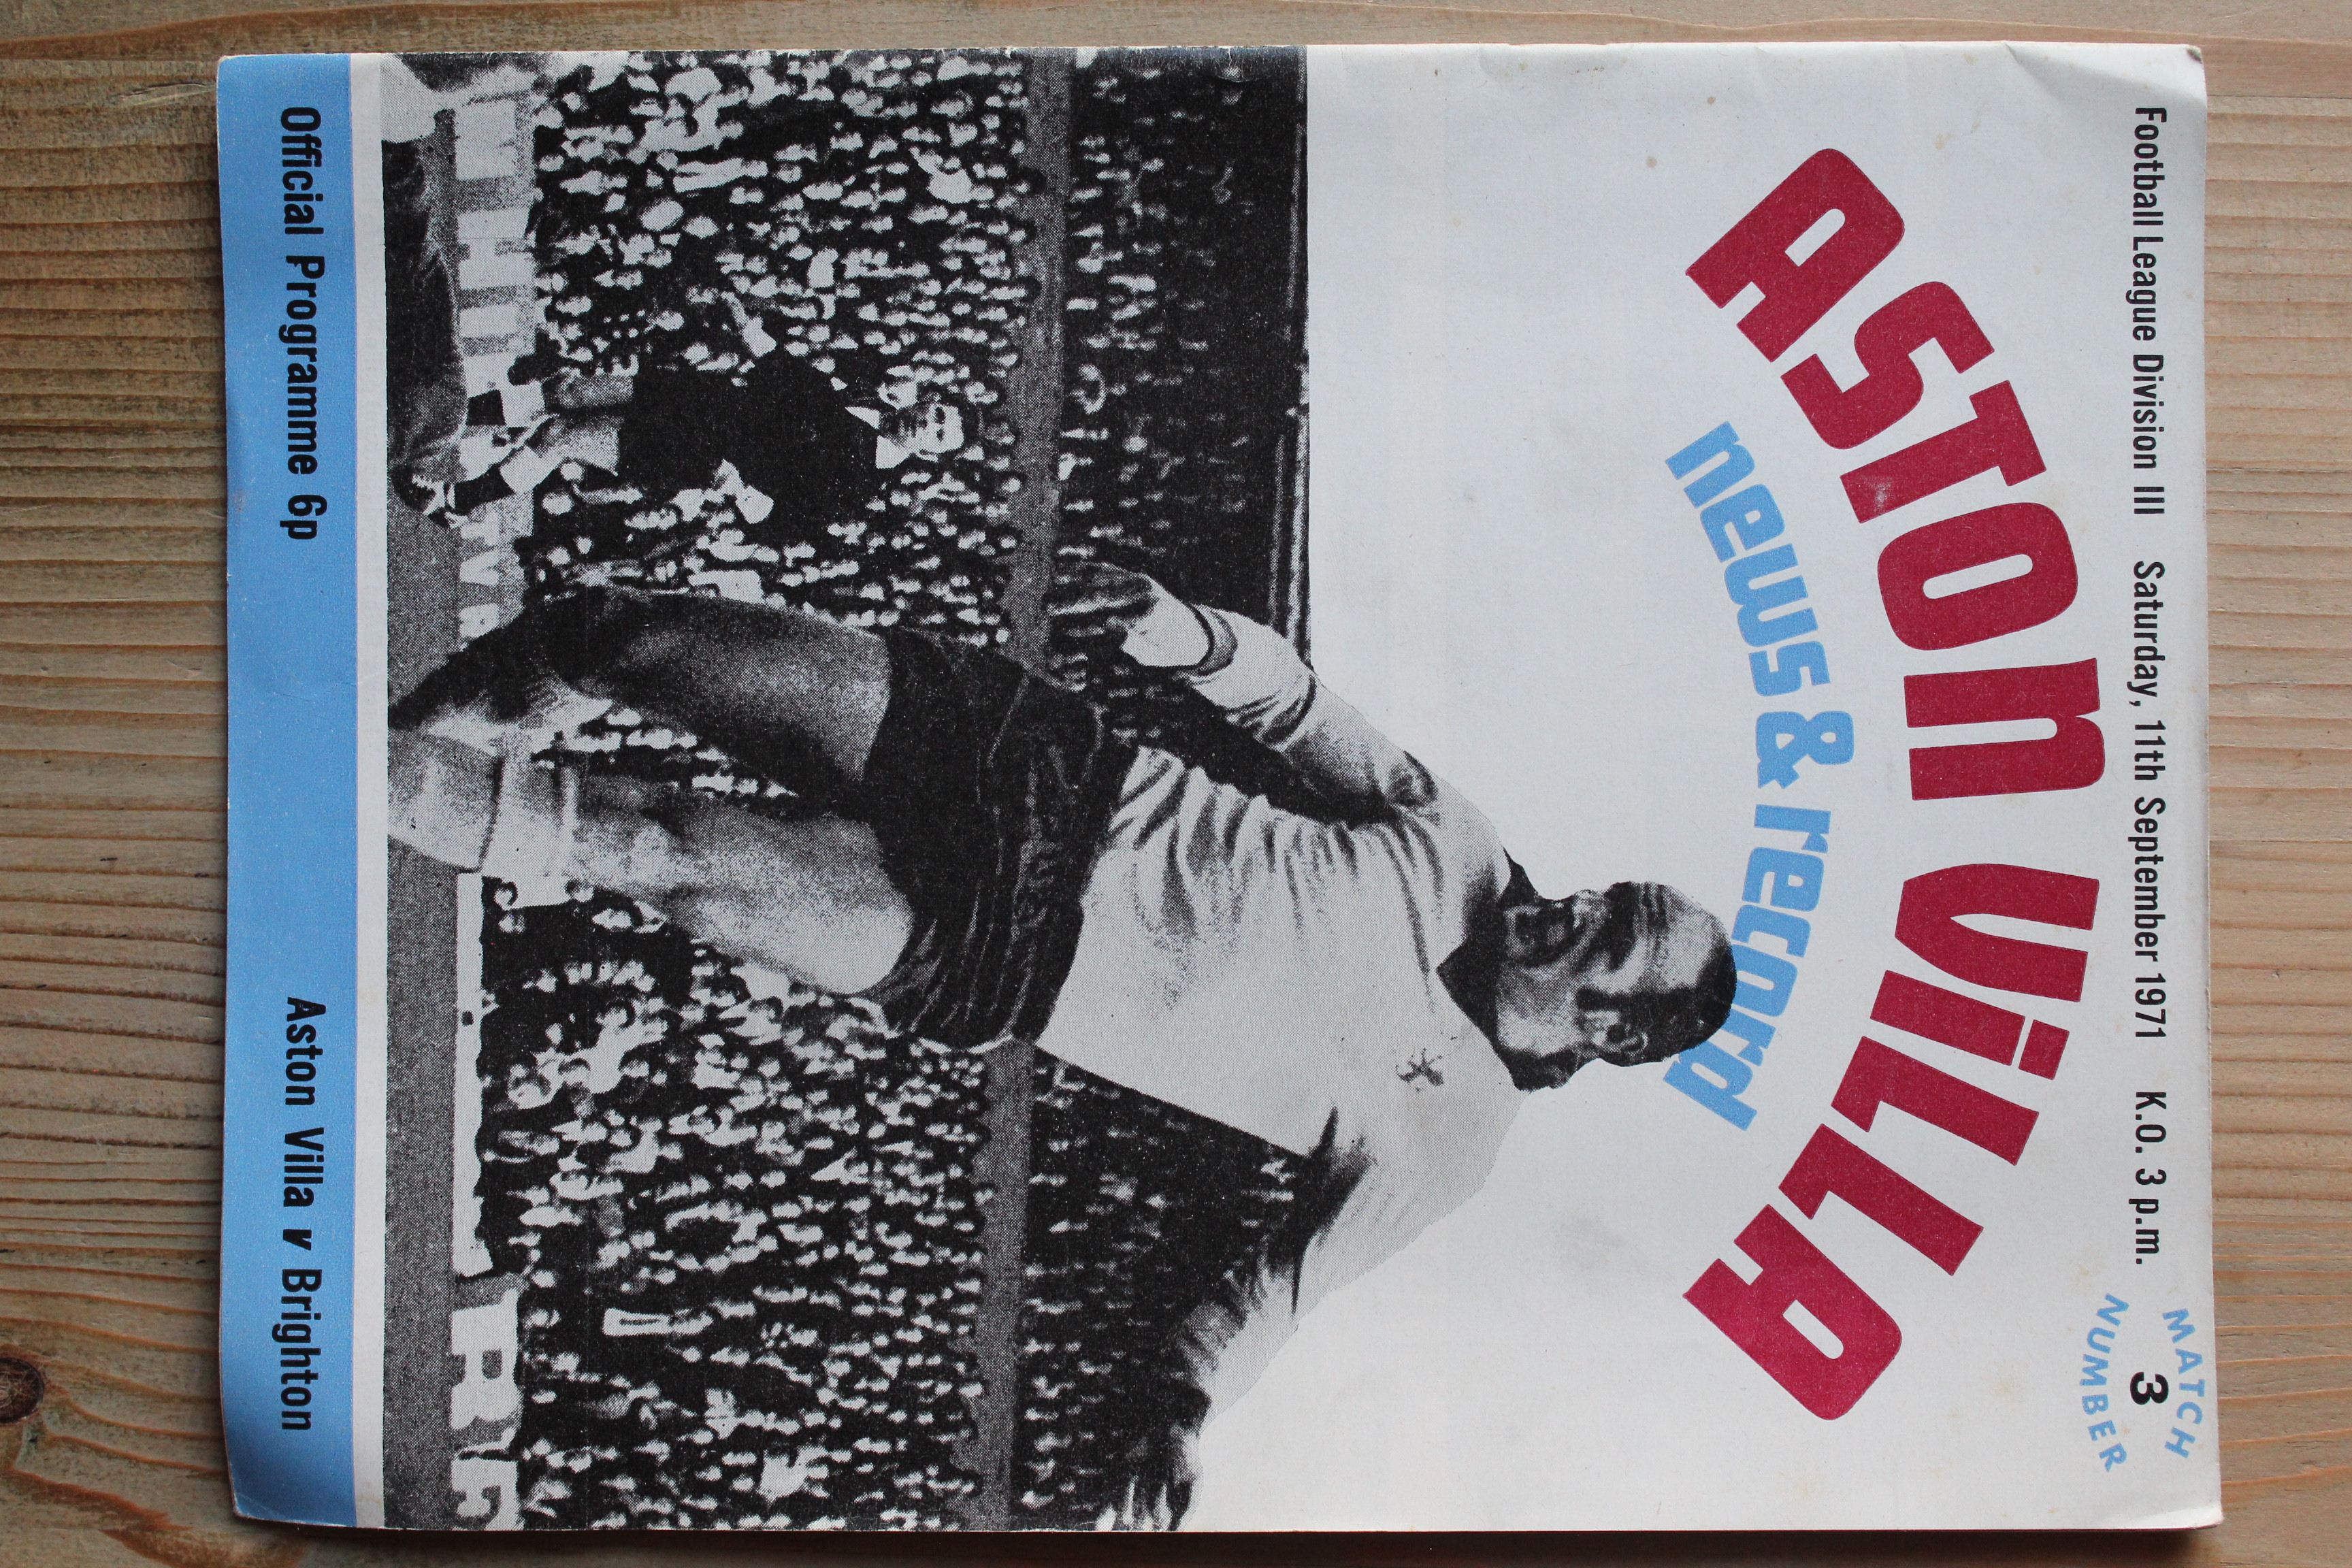 Football League Division III Saturday, 11th September 1971 K.O. 3 p.m.
MATCH
3
NUMBER
ASTON VILLA
news & record
Official Programme 6p Aston Villa v Brighton